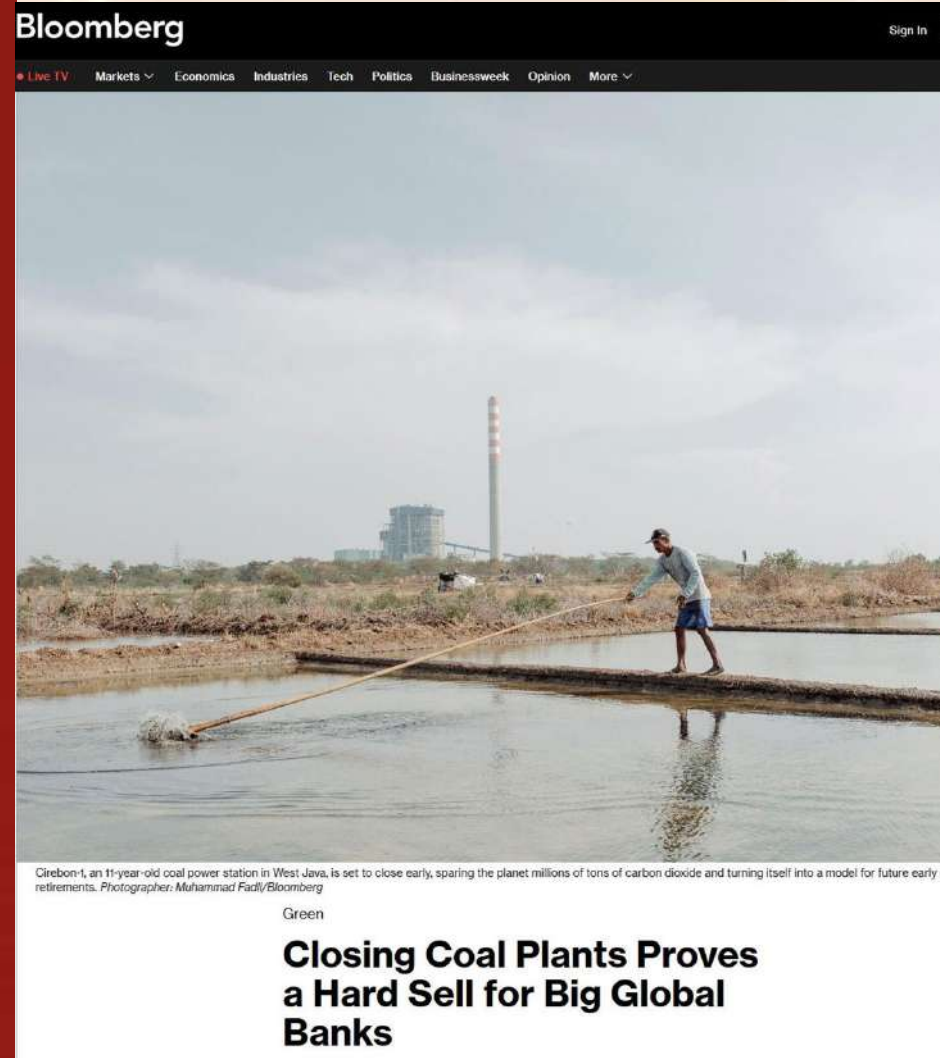 Bloomberg
Sign In
Live TV Markets Economics Industries Tech Politics Businessweek Opinion More
Cirebon-1, an 11-year-old coal power station in West Java, is set to close early, sparing the planet millions of tons of carbon dioxide and turning itself into a model for future early
retirements. Photographer: Muhammad Fadli/Bloomberg
Green
Closing Coal Plants Proves
a Hard Sell for Big Global
Banks